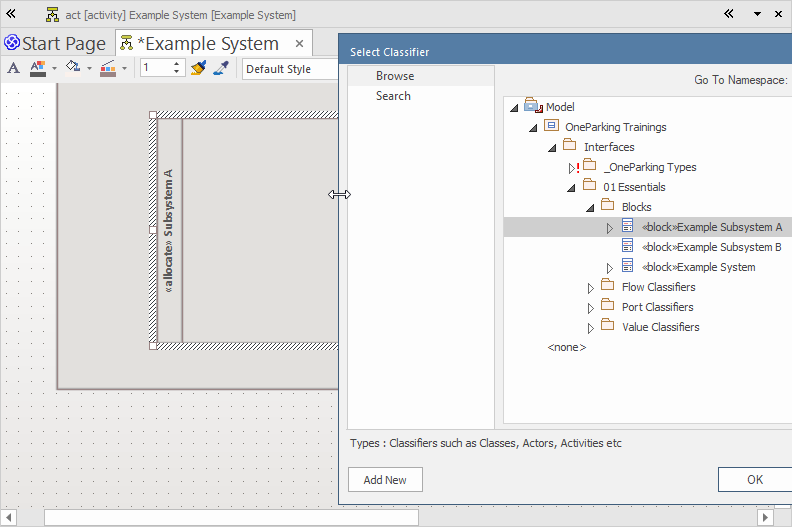 act [activity] Example System [Example System]
Start Page
*Example System
1
Default Style
«allocate» Subsystem A
Select Classifier
Browse
Search
Go To Namespace:
Model
OneParking Trainings
Interfaces
_OneParking Types
01 Essentials
Blocks
«block»Example Subsystem A
«block»Example Subsystem B
«block»Example System
Flow Classifiers
Port Classifiers
Value Classifiers
<none>
Types : Classifiers such as Classes, Actors, Activities etc
Add New
OK